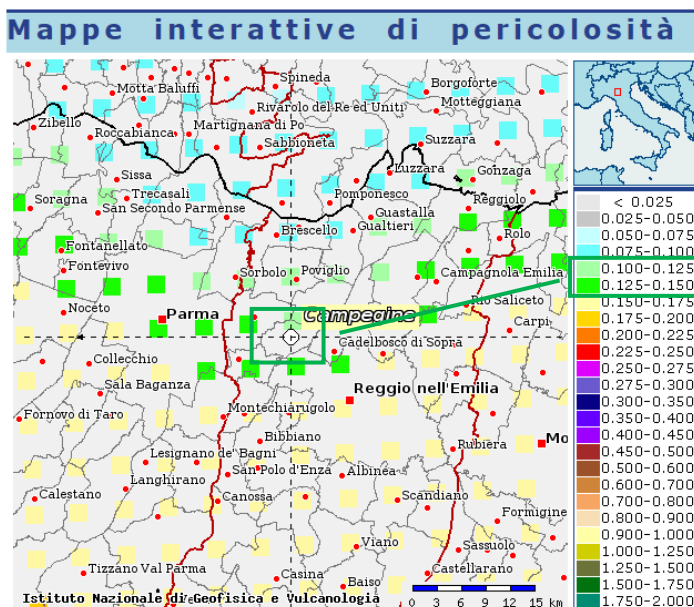 Mappe interattive di pericolosità
Spineda
Motta Baluffi
Borgoforte
Rivarolo del Re ed Uniti
Motteggiana
Zibello
Martignana di Po
Roccabianca
Sabbioneta
Suzzara
Sissa
Luzzara
Gonzaga
Trecasali
Pomponesco
Reggiolo
Soragna
San Secondo Parmense
Guastalla
Brescello
Gualtieri
Rolo
Fontanellato
Fontevivo
Sorbolo
Poviglio
Campagnola Emilia
Rio Saliceto
Noceto
Parma
Campegine
Carpi
Cadelbosco di Sopra
Collecchio
Sala Baganza
Reggio nell'Emilia
Fornovo di Taro
Montechiarugolo
Bibbiano
Rubiera
Mo
Lesignano de' Bagni
San Polo d'Enza
Albinea
Langhirano
Calestano
Canossa
Scandiano
Formigine
Viano
Sassuolo
Tizzano Val Parma
Casina
Baiso
Castellarano
Istituto Nazionale di Geofisica e Vulcanologia
0 3 6 9 12 15 km
< 0.025
0.025-0.050
0.050-0.075
0.075-0.100
0.100-0.125
0.125-0.150
0.150-0.175
0.175-0.200
0.200-0.225
0.225-0.250
0.250-0.275
0.275-0.300
0.300-0.350
0.350-0.400
0.400-0.450
0.450-0.500
0.500-0.600
0.600-0.700
0.700-0.800
0.800-0.900
0.900-1.000
1.000-1.250
1.250-1.500
1.500-1.750
1.750-2.000